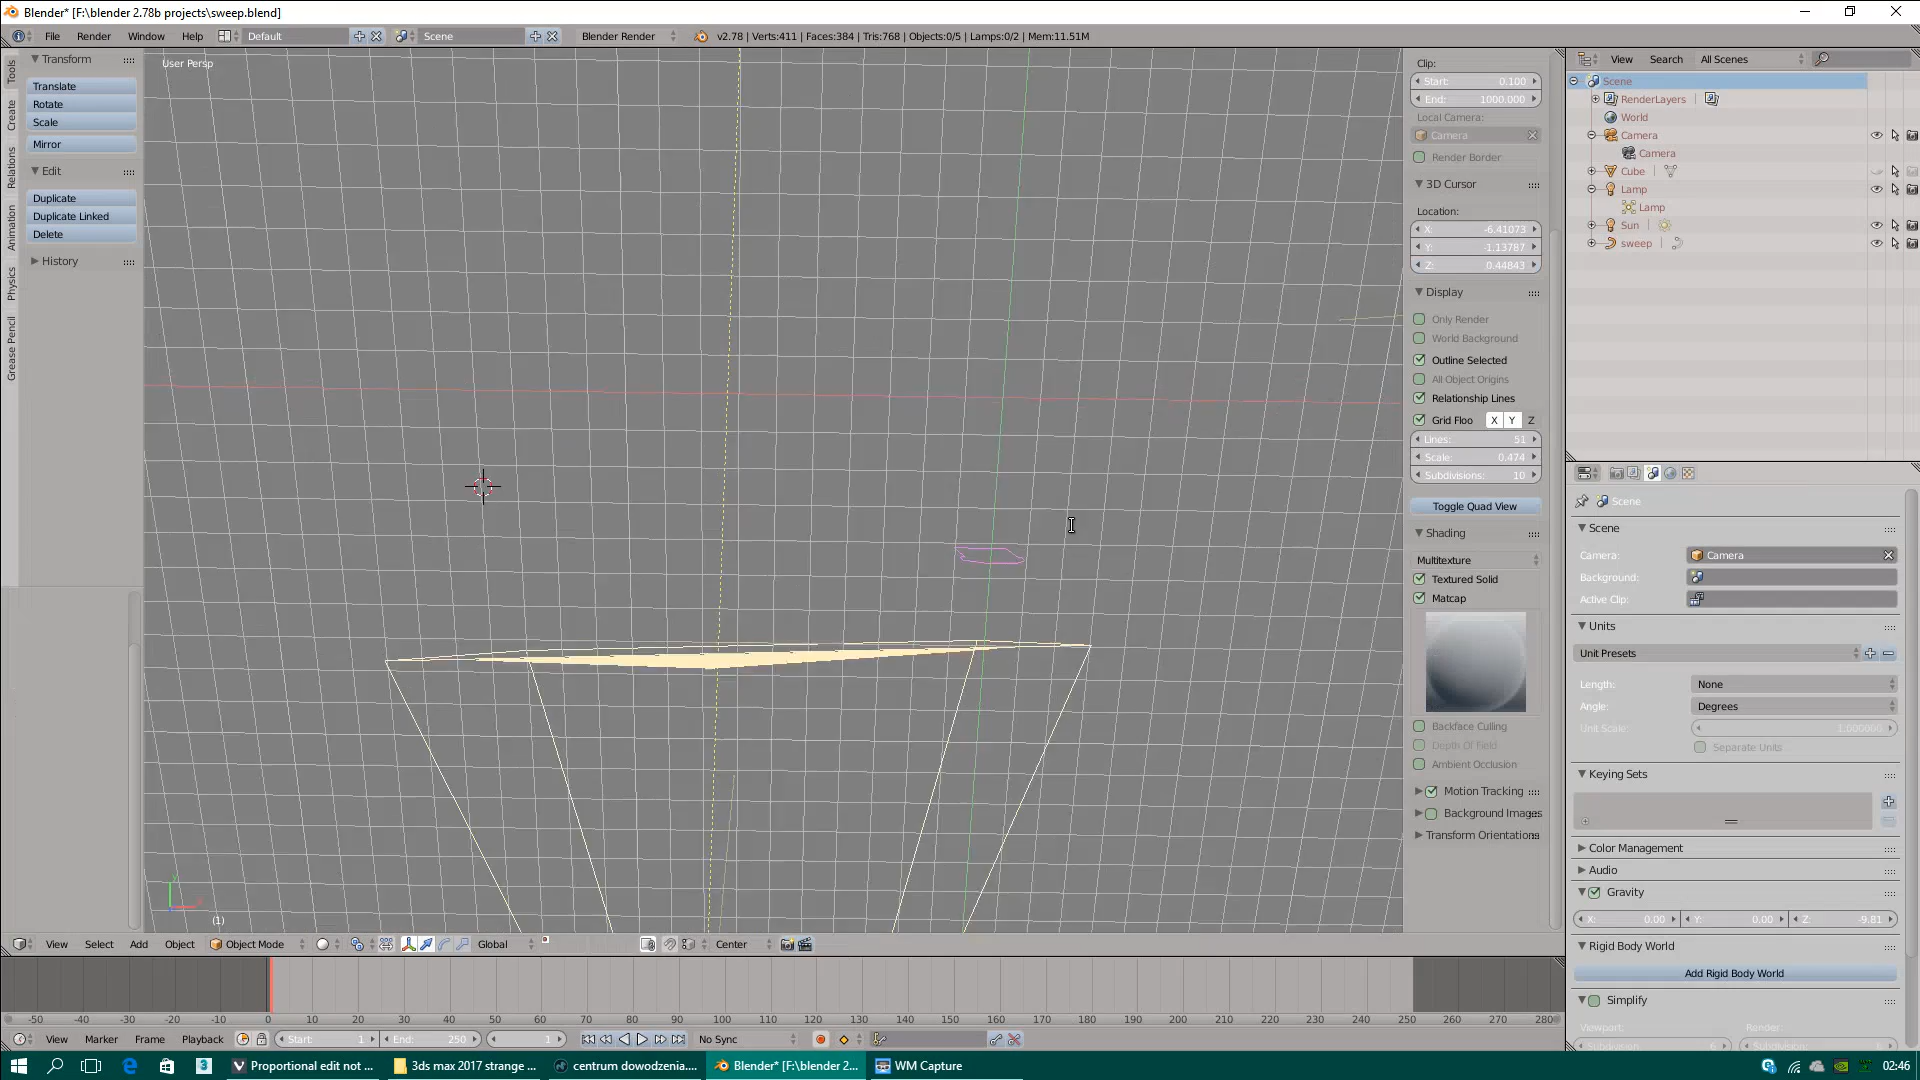 Blender* [F:\blender 2.78b projects\sweep.blend]
File Render Window Help Default Scene Blender Render v2.78 | Verts:411 | Faces:384 | Tris:768 | Objects:0/5 | Lamps:0/2 | Mem:11.51M
Tools
Create
Relations
Animation
Physics
Grease Pencil
Transform
Translate
Rotate
Scale
Mirror
Edit
Duplicate
Duplicate Linked
Delete
History
User Persp
(1)
Clip:
Start: 0.100
End: 1000.000
Local Camera:
Camera
Render Border
3D Cursor
Location:
X: -6.41073
Y: -1.13787
Z: 0.44843
Display
Only Render
World Background
Outline Selected
All Object Origins
Relationship Lines
Grid Floo X Y Z
Lines: 51
Scale: 0.474
Subdivisions: 10
Toggle Quad View
Shading
Multitexture
Textured Solid
Matcap
Backface Culling
Depth Of Field
Ambient Occlusion
Motion Tracking
Background Images
Transform Orientations
View Search All Scenes
Scene
RenderLayers
World
Camera
Camera
Cube
Lamp
Lamp
Sun
sweep
Scene
Scene
Camera: Camera
Background:
Active Clip:
Units
Unit Presets
Length: None
Angle: Degrees
Unit Scale: 1.000000
Separate Units
Keying Sets
Color Management
Audio
Gravity
X: 0.00 Y: 0.00 Z: -9.81
Rigid Body World
Add Rigid Body World
Simplify
Viewport: Render:
View Select Add Object Object Mode Global Center
-50 -40 -30 -20 -10 0 10 20 30 40 50 60 70 80 90 100 110 120 130 140 150 160 170 180 190 200 210 220 230 240 250 260 270 280
View Marker Frame Playback Start: 1 End: 250 1 No Sync
Proportional edit not ... 3ds max 2017 strange ... centrum dowodzenia.... Blender* [F:\blender 2... WM Capture 02:46